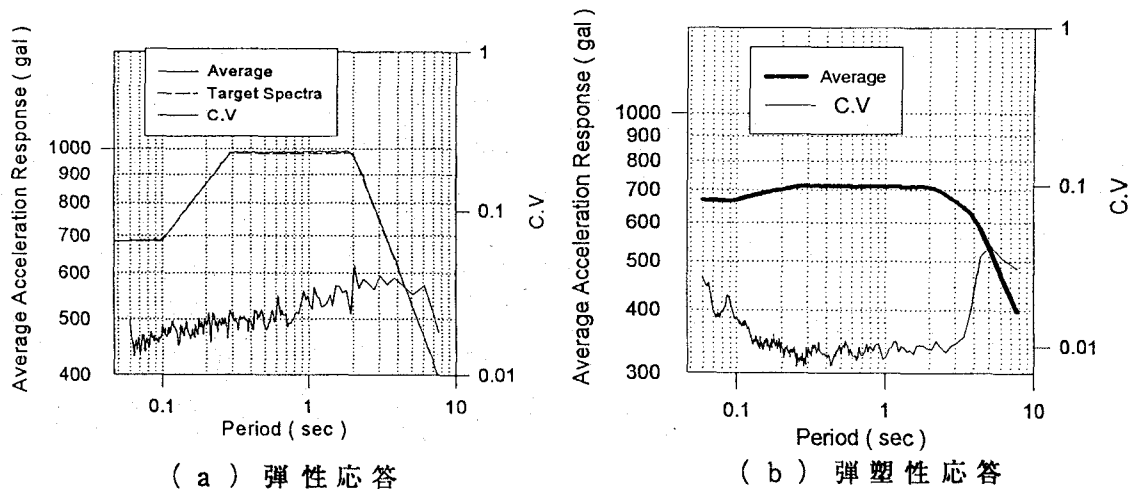 Average Acceleration Response ( gal )
1000
900
800
700
600
500
400
Average
Target Spectra
C.V
1
0.1
0.01
C.V
0.1
1
10
Period ( sec )
( a ) 弾性応答
Average Acceleration Response ( gal )
1000
900
800
700
600
500
400
300
Average
C.V
1
0.1
0.01
C.V
0.1
1
10
Period ( sec )
( b ) 弾塑性応答